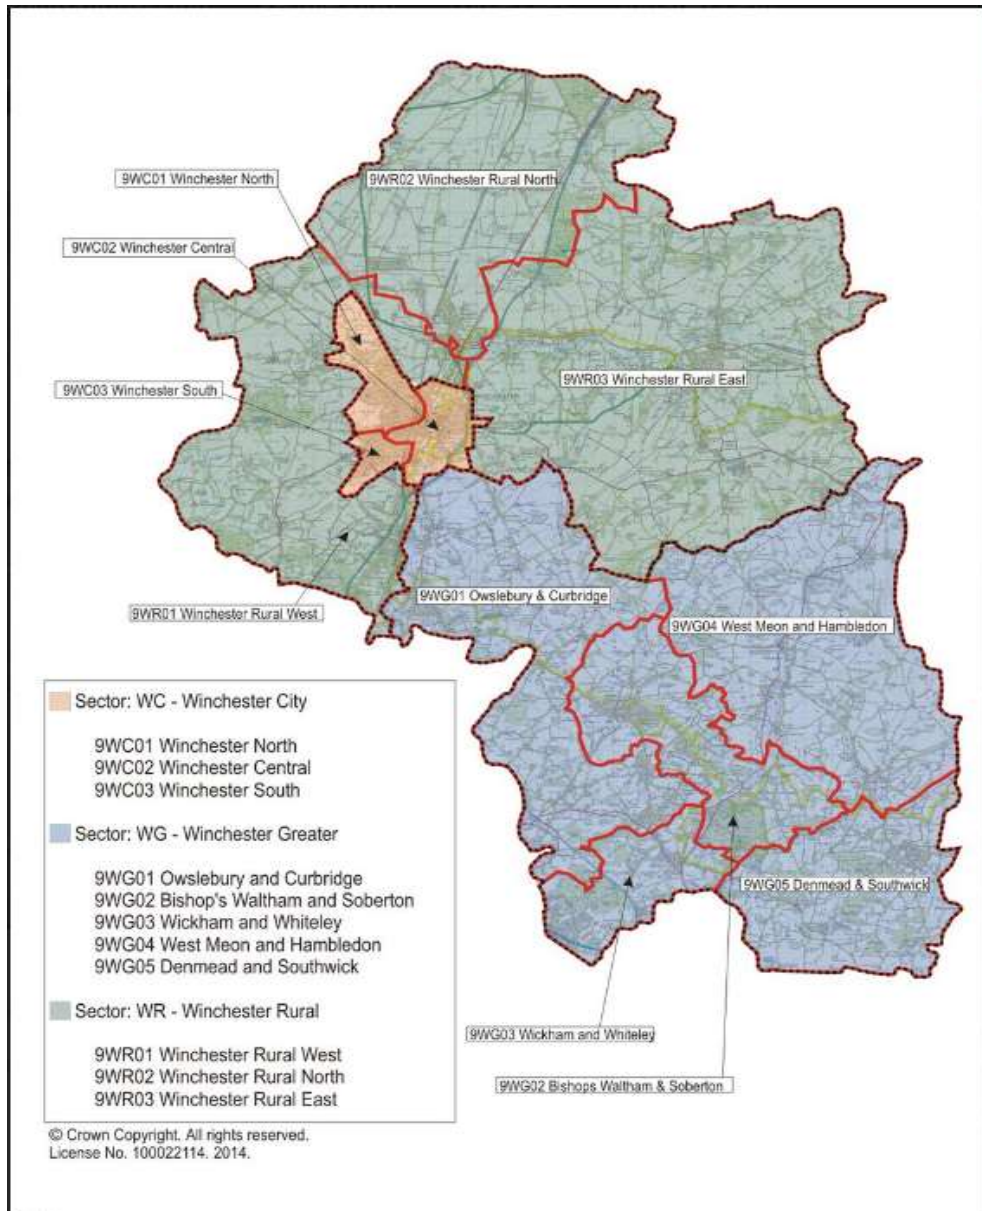 9WC01 Winchester North
9WR02 Winchester Rural North
9WC02 Winchester Central
9WR03 Winchester Rural East
9WC03 Winchester South
9WG01 Owslebury & Curbridge
9WR01 Winchester Rural West
9WG04 West Meon and Hambledon
Sector: WC - Winchester City
9WC01 Winchester North
9WC02 Winchester Central
9WC03 Winchester South
Sector: WG - Winchester Greater
9WG01 Owslebury and Curbridge
9WG02 Bishop's Waltham and Soberton
9WG03 Wickham and Whiteley
9WG04 West Meon and Hambledon
9WG05 Denmead and Southwick
Sector: WR - Winchester Rural
9WR01 Winchester Rural West
9WR02 Winchester Rural North
9WR03 Winchester Rural East
9WG05 Denmead & Southwick
9WG03 Wickham and Whiteley
9WG02 Bishops Waltham & Soberton
© Crown Copyright. All rights reserved.
License No. 100022114. 2014.